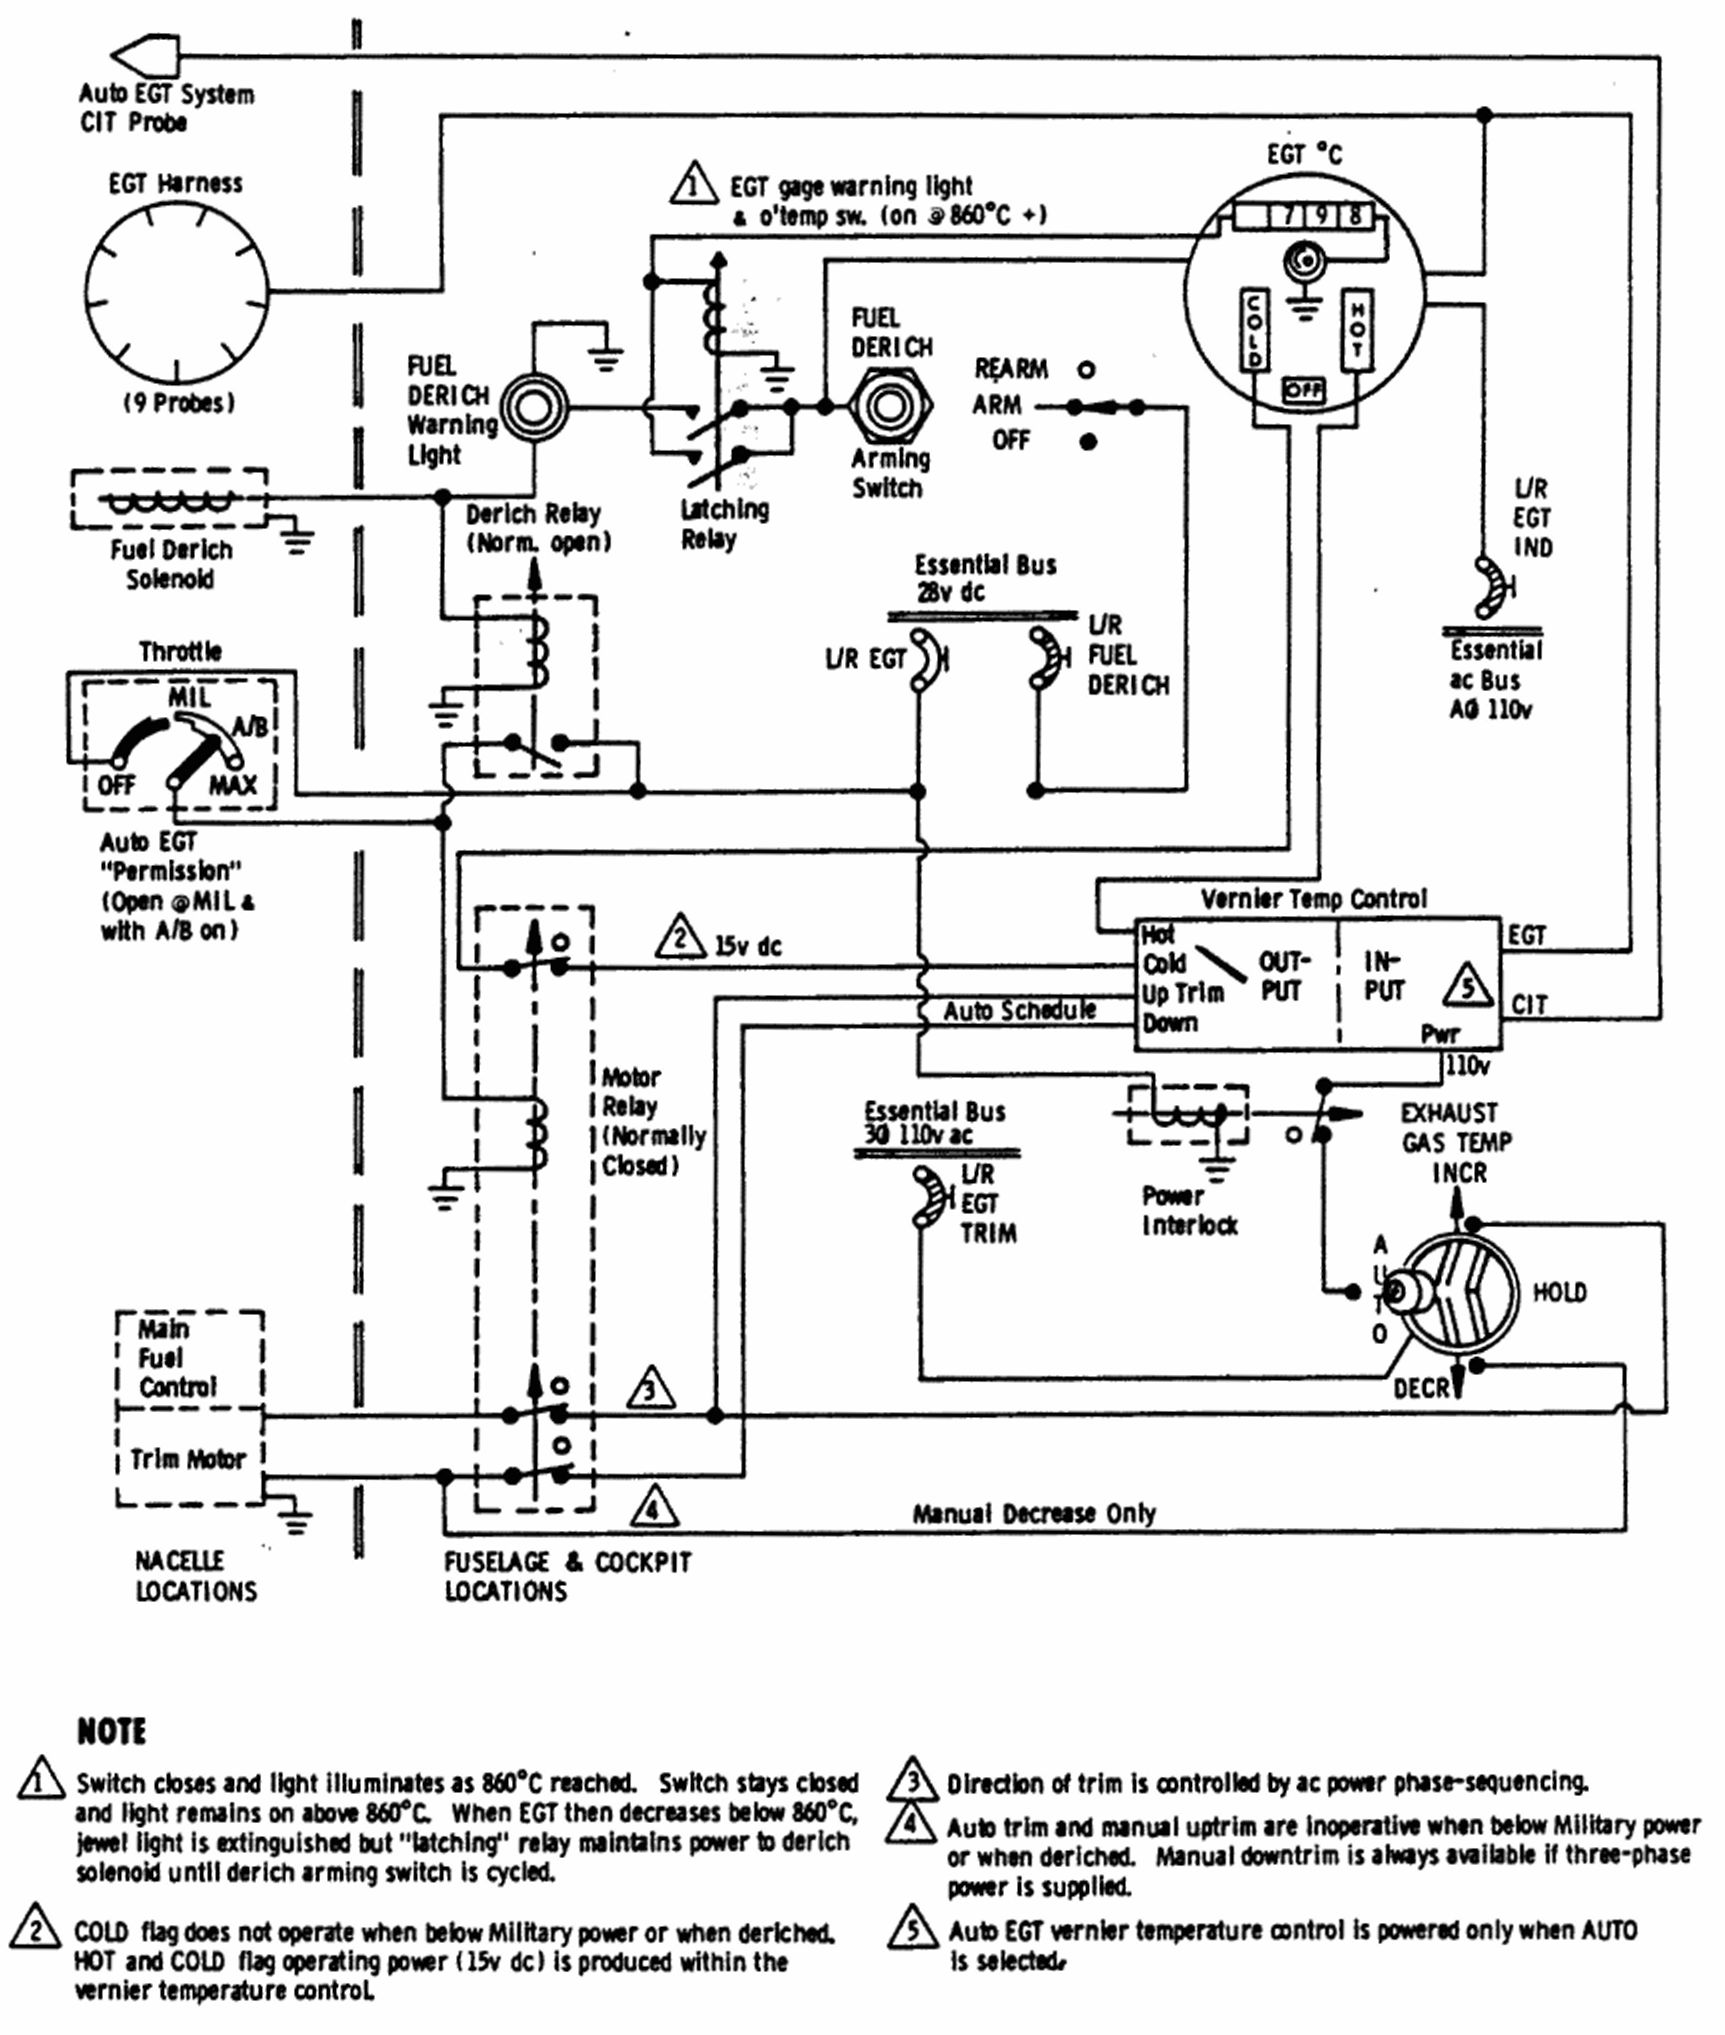 Auto EGT System
CIT Probe
EGT Harness
(9 Probes)
1
EGT gage warning light
& o'temp sw. (on @ 860°C +)
EGT °C
7 9 8
COLD
HOT
OFF
FUEL
DERICH
Warning
Light
FUEL
DERICH
Arming
Switch
REARM
ARM
OFF
Latching
Relay
Fuel Derich
Solenoid
Derich Relay
(Norm. open)
L/R
EGT
IND
Essential
ac Bus
AØ 110v
Essential Bus
28v dc
L/R EGT
L/R
FUEL
DERICH
Throttle
MIL
A/B
OFF
MAX
Auto EGT
"Permission"
(Open @ MIL &
with A/B on)
Vernier Temp Control
Hot
Cold
Up Trim
Down
OUT-
PUT
IN-
PUT
5
Pwr
EGT
CIT
110v
2
15v dc
Auto Schedule
Motor
Relay
(Normally
Closed)
Essential Bus
3Ø 110v ac
L/R
EGT
TRIM
Power
Interlock
EXHAUST
GAS TEMP
INCR
AUTO
HOLD
DECR
Main
Fuel
Control
Trim Motor
3
4
Manual Decrease Only
NACELLE
LOCATIONS
FUSELAGE & COCKPIT
LOCATIONS
NOTE
1 Switch closes and light illuminates as 860°C reached. Switch stays closed
and light remains on above 860°C. When EGT then decreases below 860°C,
jewel light is extinguished but "latching" relay maintains power to derich
solenoid until derich arming switch is cycled.
2 COLD flag does not operate when below Military power or when deriched.
HOT and COLD flag operating power (15v dc) is produced within the
vernier temperature control.
3 Direction of trim is controlled by ac power phase-sequencing.
4 Auto trim and manual uptrim are inoperative when below Military power
or when deriched. Manual downtrim is always available if three-phase
power is supplied.
5 Auto EGT vernier temperature control is powered only when AUTO
is selected.